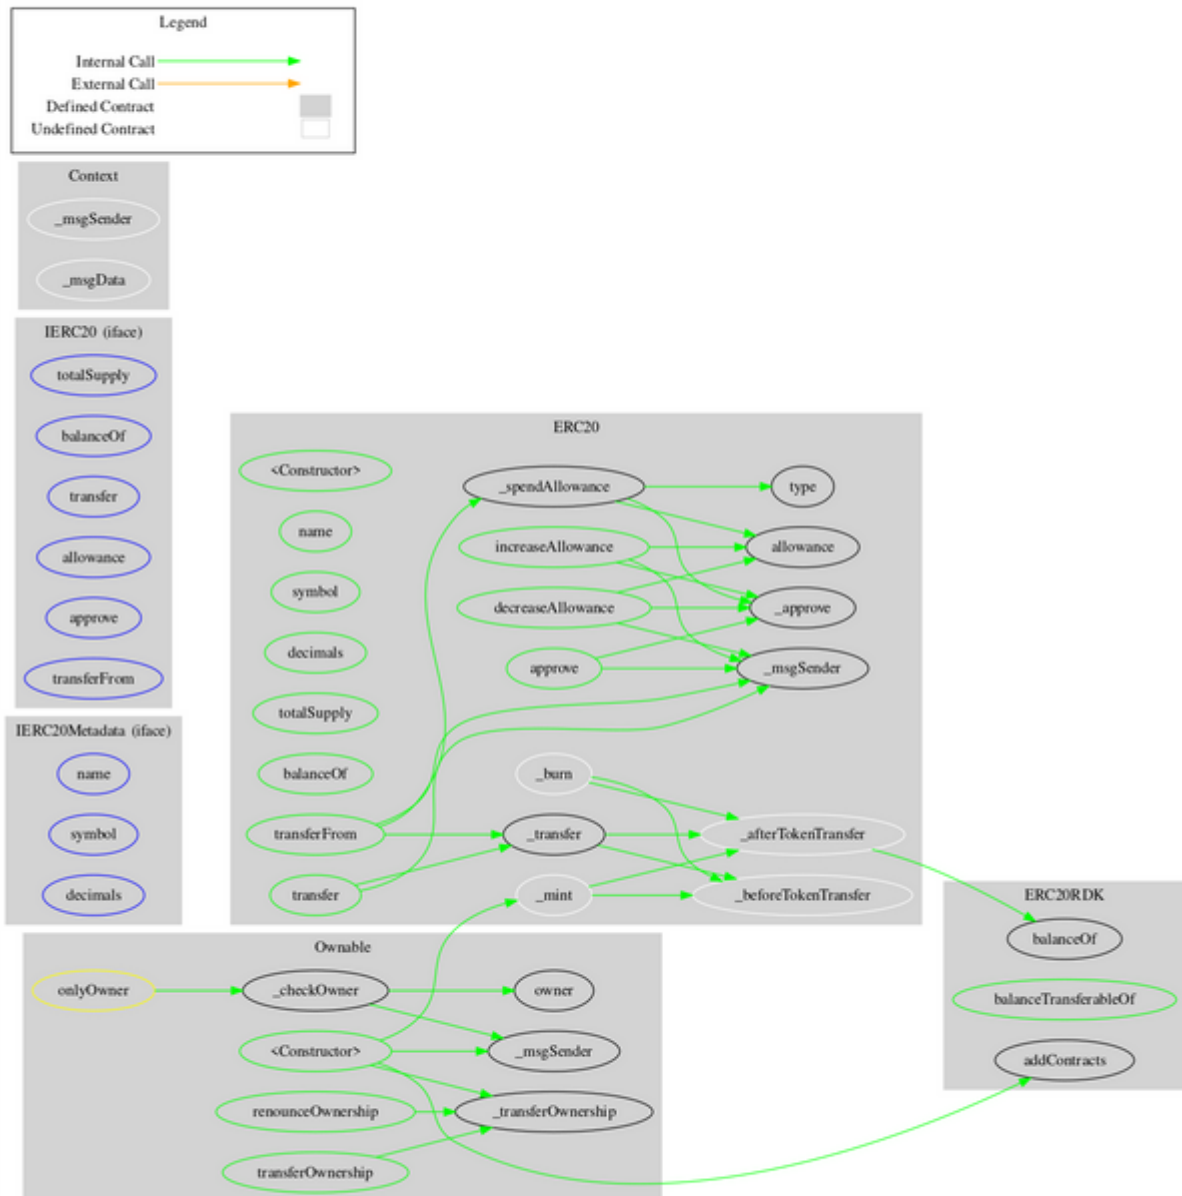 Legend
Internal Call
External Call
Defined Contract
Undefined Contract
Context
_msgSender
_msgData
IERC20 (iface)
totalSupply
balanceOf
transfer
allowance
approve
transferFrom
IERC20Metadata (iface)
name
symbol
decimals
ERC20
<Constructor>
name
symbol
decimals
totalSupply
balanceOf
transferFrom
transfer
_spendAllowance
increaseAllowance
decreaseAllowance
approve
_burn
_transfer
_mint
type
allowance
_approve
_msgSender
_afterTokenTransfer
_beforeTokenTransfer
ERC20RDK
balanceOf
balanceTransferableOf
addContracts
Ownable
onlyOwner
_checkOwner
<Constructor>
renounceOwnership
transferOwnership
owner
_msgSender
_transferOwnership